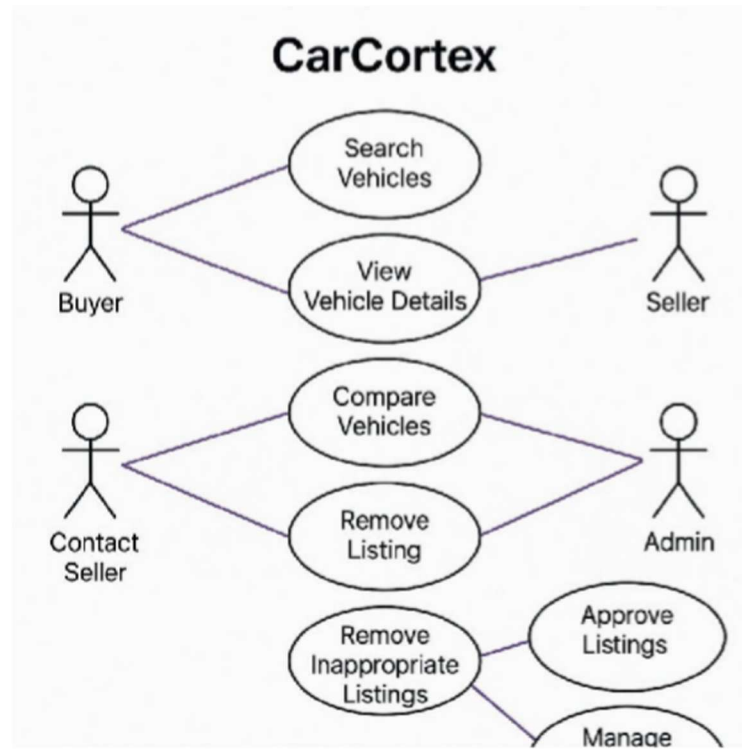 CarCortex
Search
Vehicles
View
Vehicle Details
Buyer
Seller
Compare
Vehicles
Remove
Listing
Contact
Seller
Admin
Remove
Inappropriate
Listings
Approve
Listings
Manage